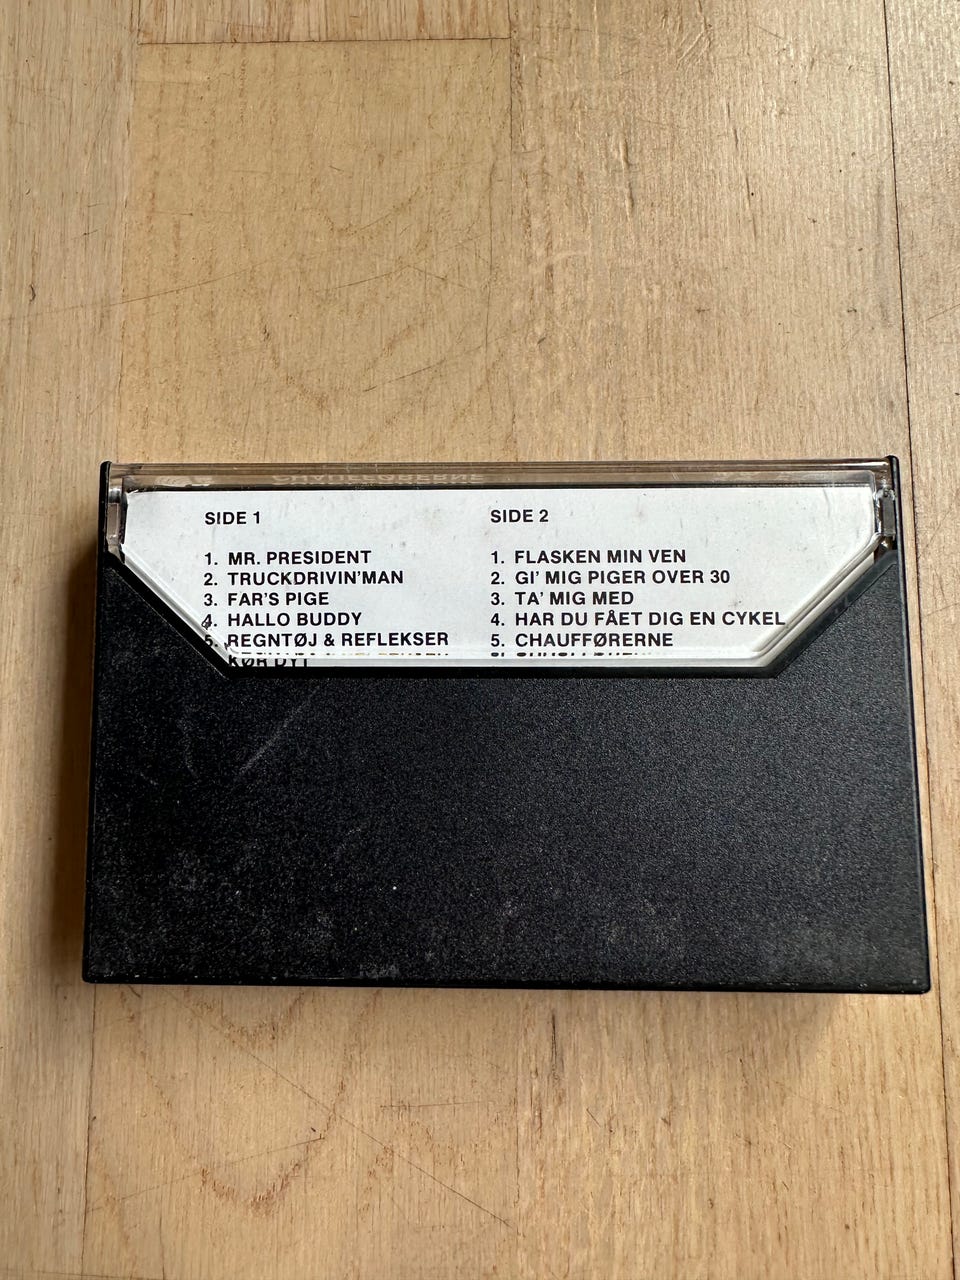 CHAUFFØRERNE
SIDE 1
1. MR. PRESIDENT
2. TRUCKDRIVIN'MAN
3. FAR'S PIGE
4. HALLO BUDDY
5. REGNTØJ & REFLEKSER
SIDE 2
1. FLASKEN MIN VEN
2. GI' MIG PIGER OVER 30
3. TA' MIG MED
4. HAR DU FÅET DIG EN CYKEL
5. CHAUFFØRERNE